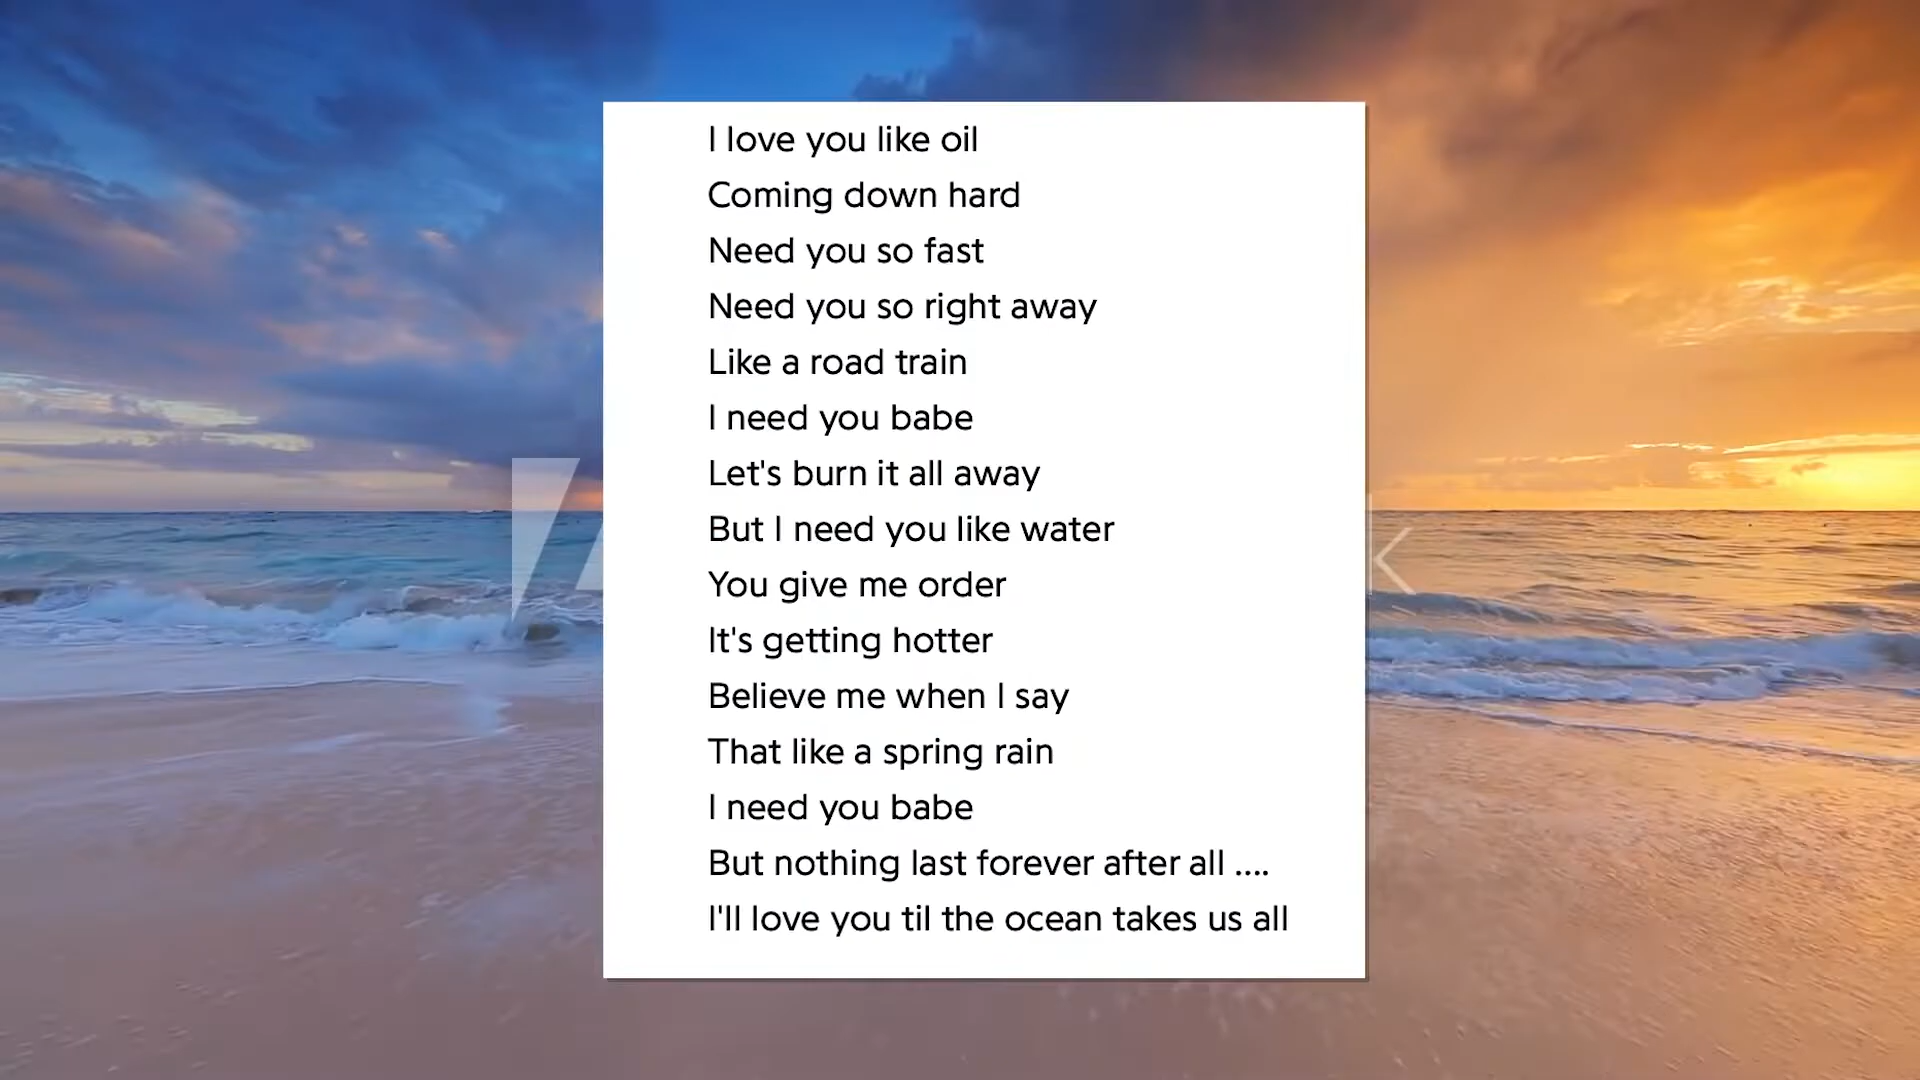 I love you like oil
Coming down hard
Need you so fast
Need you so right away
Like a road train
I need you babe
Let's burn it all away
But I need you like water
You give me order
It's getting hotter
Believe me when I say
That like a spring rain
I need you babe
But nothing last forever after all ....
I'll love you til the ocean takes us all